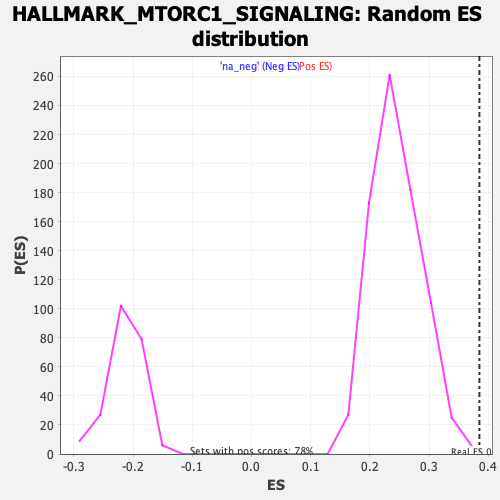 HALLMARK_MTORC1_SIGNALING: Random ES
distribution
'na_neg' (Neg ES)Pos ES)
260
240
220
200
180
160
140
120
100
80
60
40
20
0
P(ES)
Sets with pos scores: 78%
Real ES 0
-0.3 -0.2 -0.1 0.0 0.1 0.2 0.3 0.4
ES